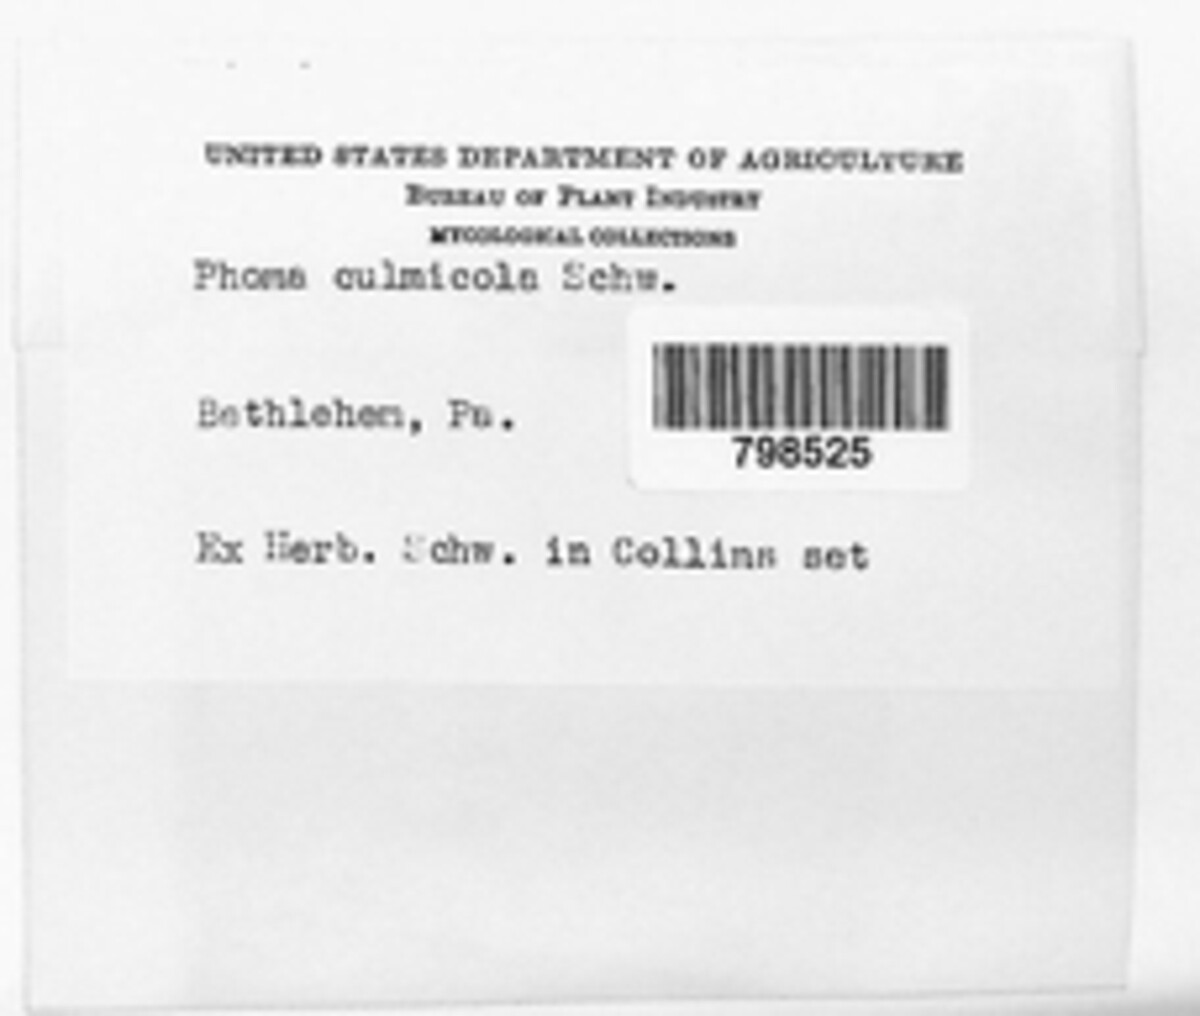 UNITED STATES DEPARTMENT OF AGRICULTURE
BUREAU OF PLANT INDUSTRY
MYCOLOGICAL COLLECTIONS
Phoma culmicola Schw.
Bethlehem, Pa.
798525
Ex Herb. Schw. in Collins set